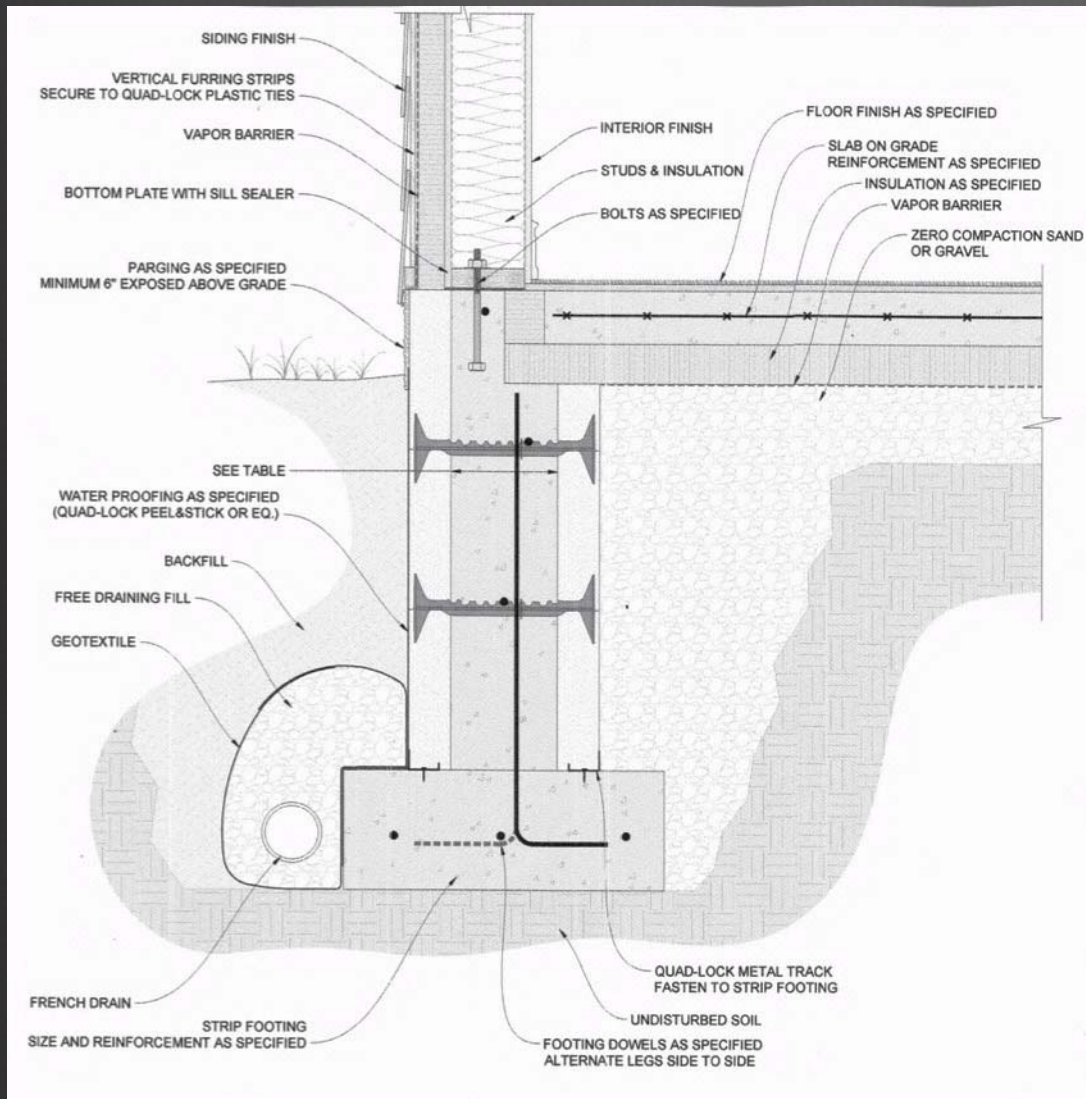 SIDING FINISH
VERTICAL FURRING STRIPS
SECURE TO QUAD-LOCK PLASTIC TIES
VAPOR BARRIER
BOTTOM PLATE WITH SILL SEALER
PARGING AS SPECIFIED
MINIMUM 6" EXPOSED ABOVE GRADE
SEE TABLE
WATER PROOFING AS SPECIFIED
(QUAD-LOCK PEEL&STICK OR EQ.)
BACKFILL
FREE DRAINING FILL
GEOTEXTILE
FRENCH DRAIN
STRIP FOOTING
SIZE AND REINFORCEMENT AS SPECIFIED
INTERIOR FINISH
STUDS & INSULATION
BOLTS AS SPECIFIED
FLOOR FINISH AS SPECIFIED
SLAB ON GRADE
REINFORCEMENT AS SPECIFIED
INSULATION AS SPECIFIED
VAPOR BARRIER
ZERO COMPACTION SAND
OR GRAVEL
QUAD-LOCK METAL TRACK
FASTEN TO STRIP FOOTING
UNDISTURBED SOIL
FOOTING DOWELS AS SPECIFIED
ALTERNATE LEGS SIDE TO SIDE